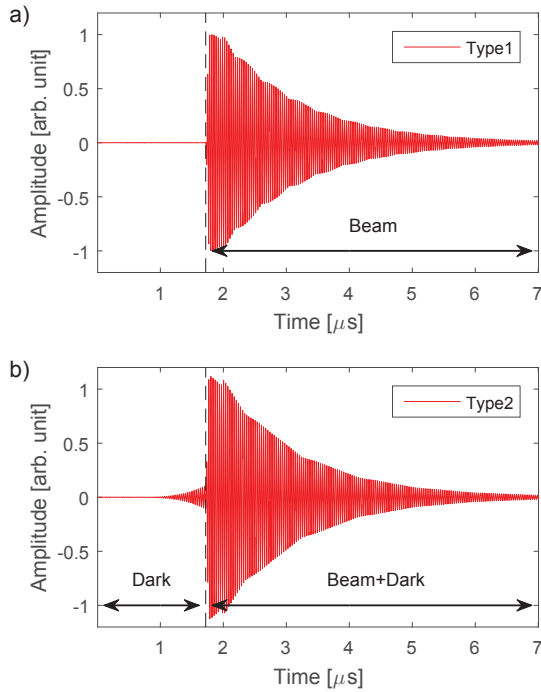 a)
Amplitude [arb. unit]
1
0.5
0
-0.5
-1
Type1
Beam
1 2 3 4 5 6 7
Time [μs]
b)
Amplitude [arb. unit]
1
0.5
0
-0.5
-1
Type2
Dark
Beam+Dark
1 2 3 4 5 6 7
Time [μs]